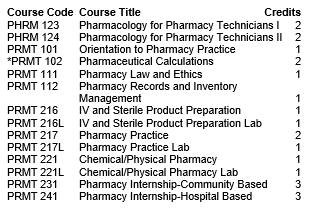 Course Code Course Title Credits
PHRM 123 Pharmacology for Pharmacy Technicians I 2
PHRM 124 Pharmacology for Pharmacy Technicians II 2
PRMT 101 Orientation to Pharmacy Practice 1
*PRMT 102 Pharmaceutical Calculations 2
PRMT 111 Pharmacy Law and Ethics 1
PRMT 112 Pharmacy Records and Inventory
Management 1
PRMT 216 IV and Sterile Product Preparation 1
PRMT 216L IV and Sterile Product Preparation Lab 1
PRMT 217 Pharmacy Practice 2
PRMT 217L Pharmacy Practice Lab 1
PRMT 221 Chemical/Physical Pharmacy 1
PRMT 221L Chemical/Physical Pharmacy Lab 1
PRMT 231 Pharmacy Internship-Community Based 3
PRMT 241 Pharmacy Internship-Hospital Based 3